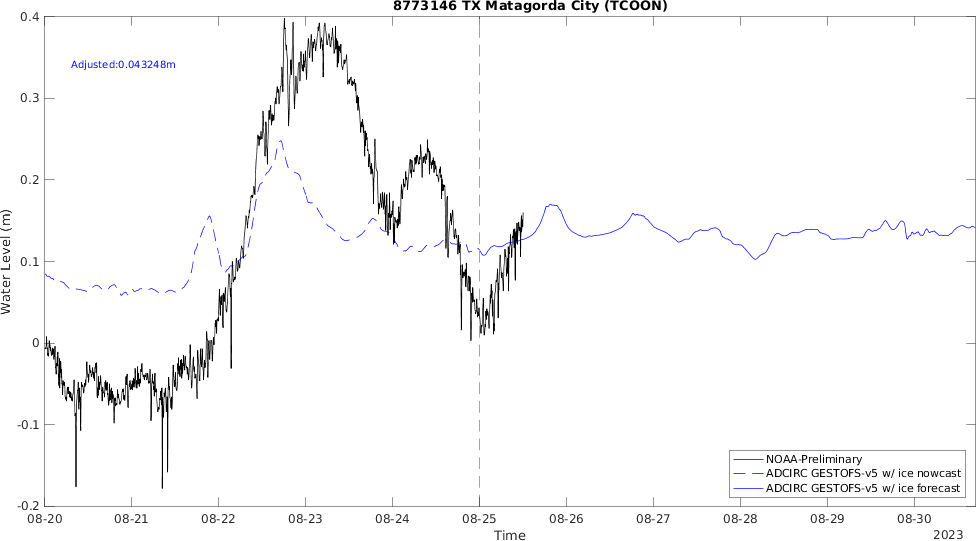 8773146 TX Matagorda City (TCOON)
Adjusted:0.043248m
Water Level (m)
0.4
0.3
0.2
0.1
0
-0.1
-0.2
08-20 08-21 08-22 08-23 08-24 08-25 08-26 08-27 08-28 08-29 08-30
Time
2023
NOAA-Preliminary
ADCIRC GESTOFS-v5 w/ ice nowcast
ADCIRC GESTOFS-v5 w/ ice forecast